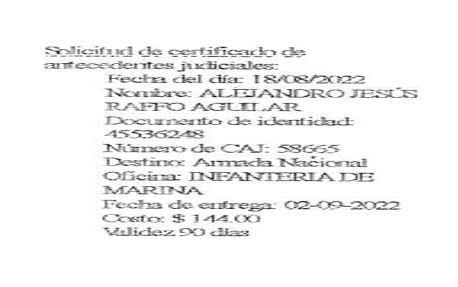 Solicitud de certificado de
antecedentes judiciales:
Fecha del día: 18/08/2022
Nombre: ALEJANDRO JESÚS
RAFFO AGUILAR
Documento de identidad:
45536248
Número de CAJ: 58665
Destino: Armada Nacional
Oficina: INFANTERIA DE
MARINA
Fecha de entrega: 02-09-2022
Costo: $ 144.00
Validez 90 días